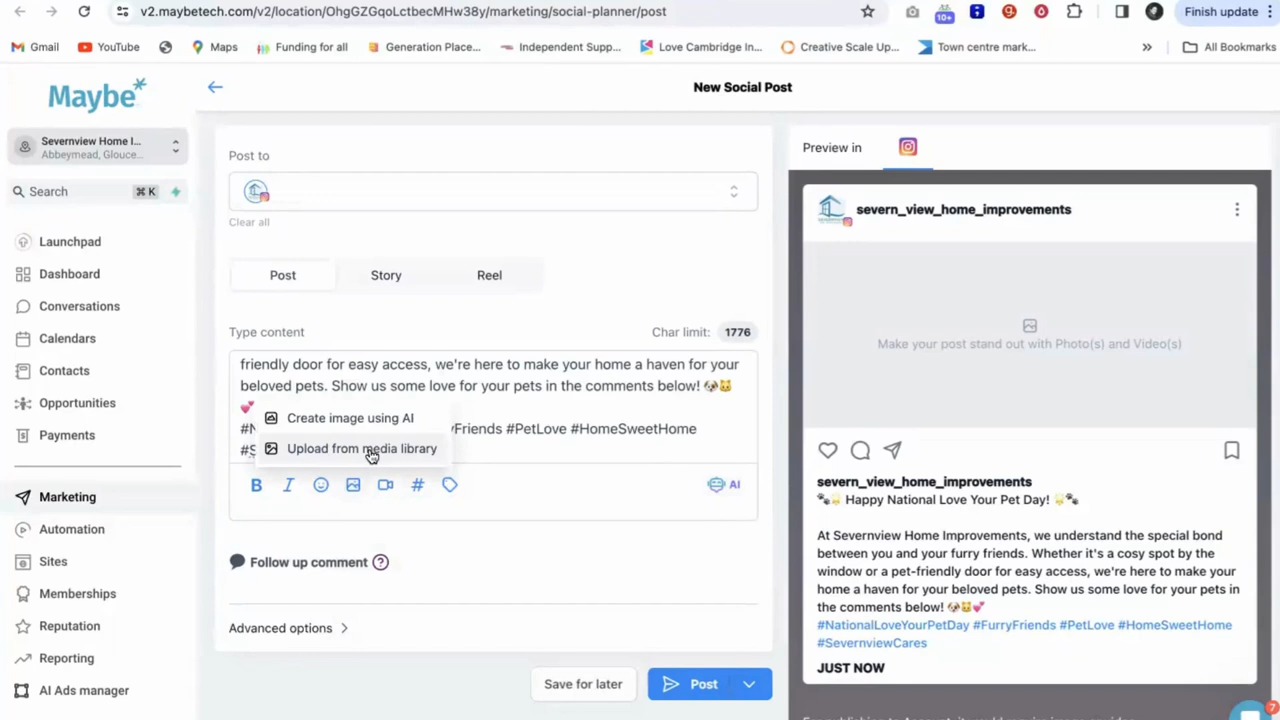 v2.maybetech.com/v2/location/OhgGZGqoLctbecMHw38y/marketing/social-planner/post
10+
Finish update
Gmail
YouTube
Maps
Funding for all
Generation Place...
Independent Supp...
Love Cambridge In...
Creative Scale Up...
Town centre mark...
All Bookmarks
Maybe*
Severnview Home I...
Abbeymead, Glouce...
Search
⌘ K
Launchpad
Dashboard
Conversations
Calendars
Contacts
Opportunities
Payments
Marketing
Automation
Sites
Memberships
Reputation
Reporting
AI Ads manager
New Social Post
Post to
Clear all
Post
Story
Reel
Type content
Char limit: 1776
friendly door for easy access, we're here to make your home a haven for your
beloved pets. Show us some love for your pets in the comments below! 🐶🐱
💕
Create image using AI
#N yFriends #PetLove #HomeSweetHome
Upload from media library
#S
B I # AI
Follow up comment ?
Advanced options
Save for later
Post
Preview in
severn_view_home_improvements
Make your post stand out with Photo(s) and Video(s)
severn_view_home_improvements
🐾 Happy National Love Your Pet Day! 🐾
At Severnview Home Improvements, we understand the special bond
between you and your furry friends. Whether it's a cosy spot by the
window or a pet-friendly door for easy access, we're here to make your
home a haven for your beloved pets. Show us some love for your pets in
the comments below! 🐶🐱💕
#NationalLoveYourPetDay #FurryFriends #PetLove #HomeSweetHome
#SevernviewCares
JUST NOW
7